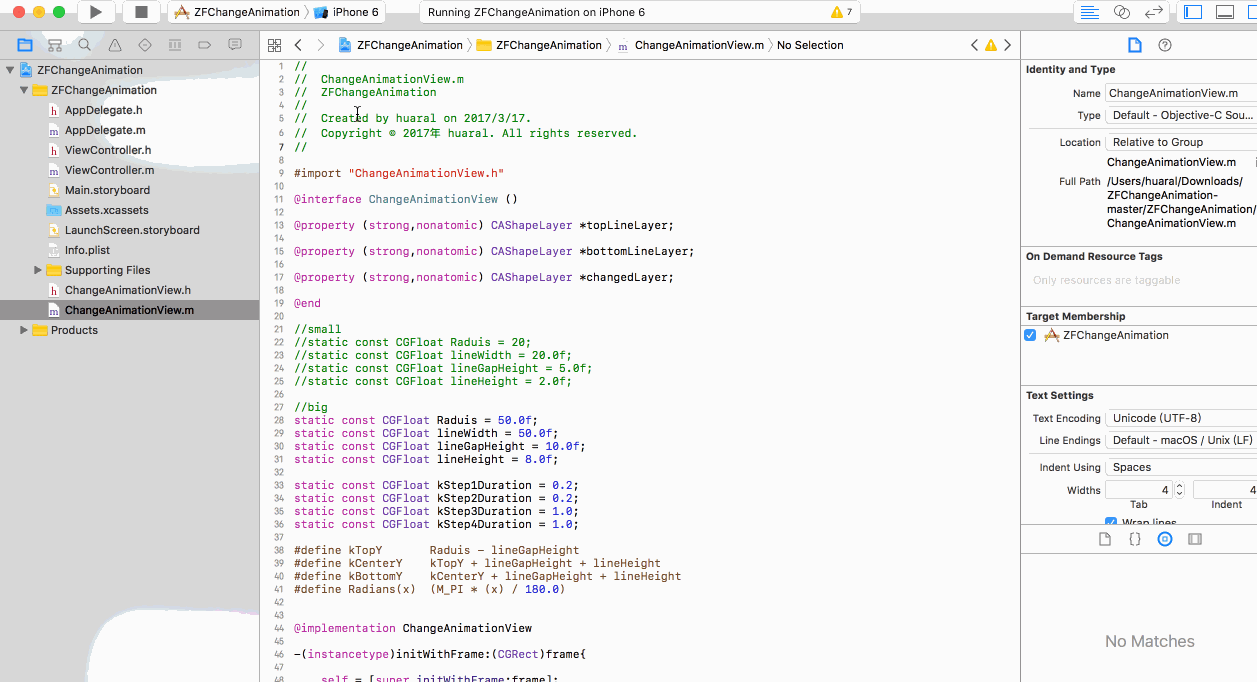 ZFChangeAnimation
iPhone 6
Running ZFChangeAnimation on iPhone 6
7
ZFChangeAnimation
ZFChangeAnimation
m ChangeAnimationView.m
No Selection
ZFChangeAnimation
ZFChangeAnimation
h AppDelegate.h
m AppDelegate.m
h ViewController.h
m ViewController.m
Main.storyboard
Assets.xcassets
LaunchScreen.storyboard
Info.plist
Supporting Files
h ChangeAnimationView.h
m ChangeAnimationView.m
Products
1 //
2 //  ChangeAnimationView.m
3 //  ZFChangeAnimation
4 //
5 //  Created by huaral on 2017/3/17.
6 //  Copyright © 2017年 huaral. All rights reserved.
7 //
8
9 #import "ChangeAnimationView.h"
10
11 @interface ChangeAnimationView ()
12
13 @property (strong,nonatomic) CAShapeLayer *topLineLayer;
14
15 @property (strong,nonatomic) CAShapeLayer *bottomLineLayer;
16
17 @property (strong,nonatomic) CAShapeLayer *changedLayer;
18
19 @end
20
21 //small
22 //static const CGFloat Raduis = 20;
23 //static const CGFloat lineWidth = 20.0f;
24 //static const CGFloat lineGapHeight = 5.0f;
25 //static const CGFloat lineHeight = 2.0f;
26
27 //big
28 static const CGFloat Raduis = 50.0f;
29 static const CGFloat lineWidth = 50.0f;
30 static const CGFloat lineGapHeight = 10.0f;
31 static const CGFloat lineHeight = 8.0f;
32
33 static const CGFloat kStep1Duration = 0.2;
34 static const CGFloat kStep2Duration = 0.2;
35 static const CGFloat kStep3Duration = 1.0;
36 static const CGFloat kStep4Duration = 1.0;
37
38 #define kTopY       Raduis - lineGapHeight
39 #define kCenterY    kTopY + lineGapHeight + lineHeight
40 #define kBottomY    kCenterY + lineGapHeight + lineHeight
41 #define Radians(x)  (M_PI * (x) / 180.0)
42
43
44 @implementation ChangeAnimationView
45
46 -(instancetype)initWithFrame:(CGRect)frame{
47
48     self = [super initWithFrame:frame];
Identity and Type
Name ChangeAnimationView.m
Type Default - Objective-C Sou...
Location Relative to Group
ChangeAnimationView.m
Full Path /Users/huaral/Downloads/
ZFChangeAnimation-
master/ZFChangeAnimation/
ChangeAnimationView.m
On Demand Resource Tags
Only resources are taggable
Target Membership
ZFChangeAnimation
Text Settings
Text Encoding Unicode (UTF-8)
Line Endings Default - macOS / Unix (LF)
Indent Using Spaces
Widths 4 4
Tab Indent
Wrap lines
{}
No Matches